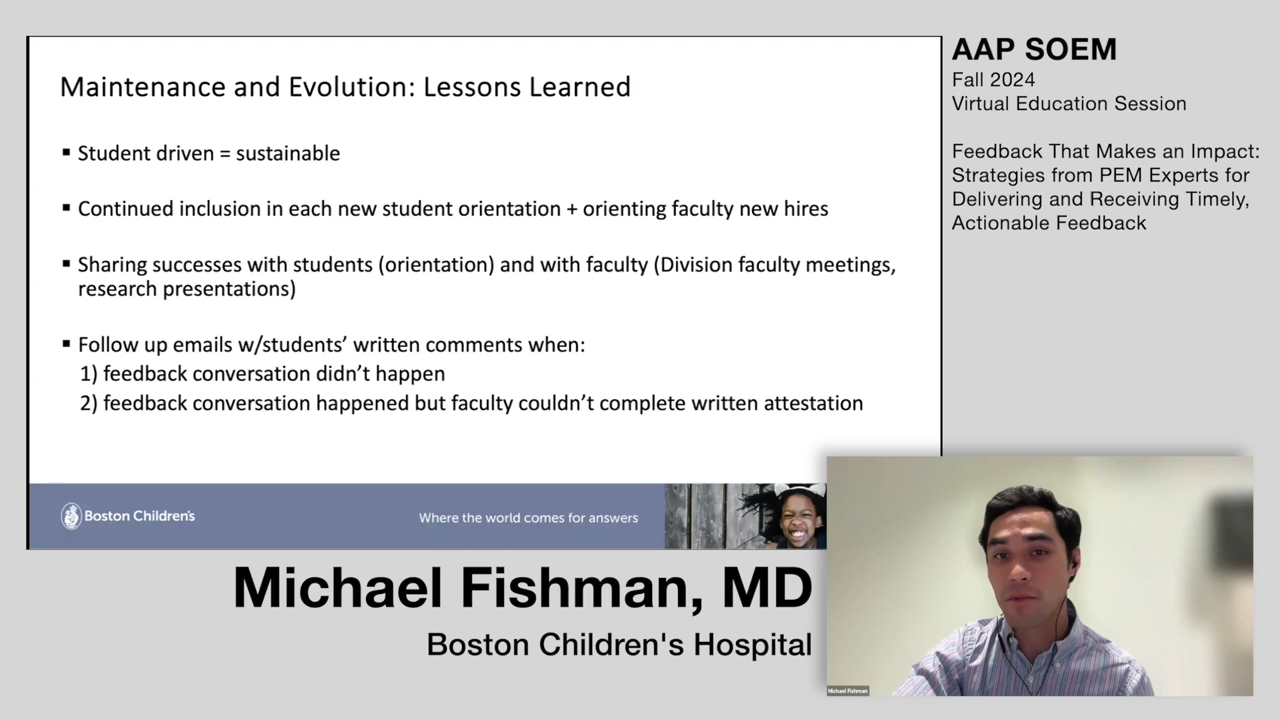 Maintenance and Evolution: Lessons Learned
▪ Student driven = sustainable
▪ Continued inclusion in each new student orientation + orienting faculty new hires
▪ Sharing successes with students (orientation) and with faculty (Division faculty meetings,
research presentations)
▪ Follow up emails w/students’ written comments when:
1) feedback conversation didn’t happen
2) feedback conversation happened but faculty couldn’t complete written attestation
Boston Children's
Where the world comes for answers
AAP SOEM
Fall 2024
Virtual Education Session
Feedback That Makes an Impact:
Strategies from PEM Experts for
Delivering and Receiving Timely,
Actionable Feedback
Michael Fishman, MD
Boston Children's Hospital
Michael Fishman